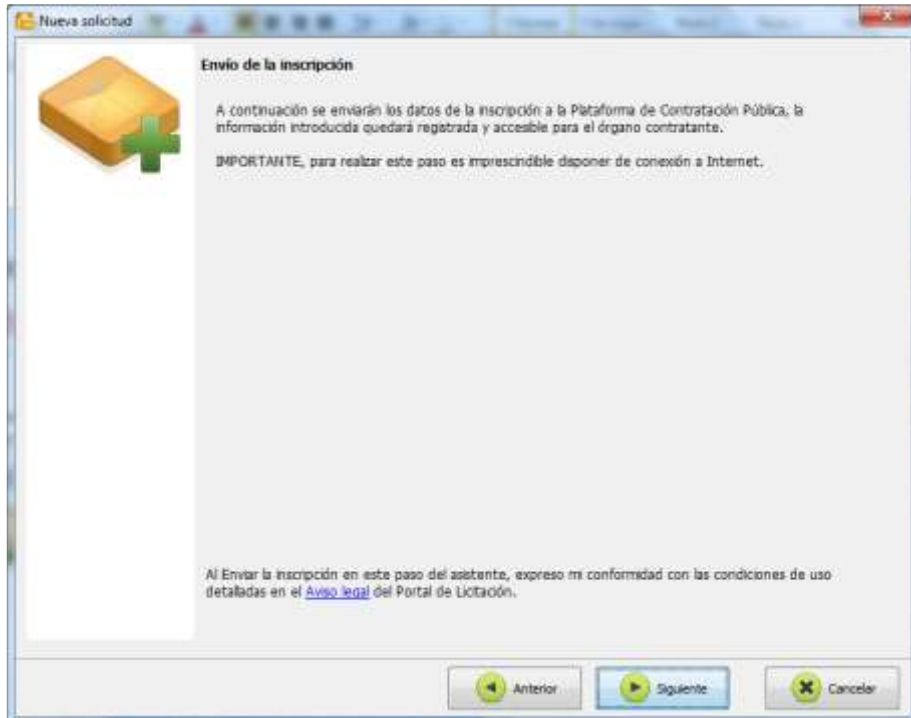 Nueva solicitud
Envío de la inscripción
A continuación se enviarán los datos de la inscripción a la Plataforma de Contratación Pública, la
información introducida quedará registrada y accesible para el órgano contratante.
IMPORTANTE, para realizar este paso es imprescindible disponer de conexión a Internet.
Al Enviar la inscripción en este paso del asistente, expreso mi conformidad con las condiciones de uso
detalladas en el Aviso legal del Portal de Licitación.
Anterior
Siguiente
Cancelar